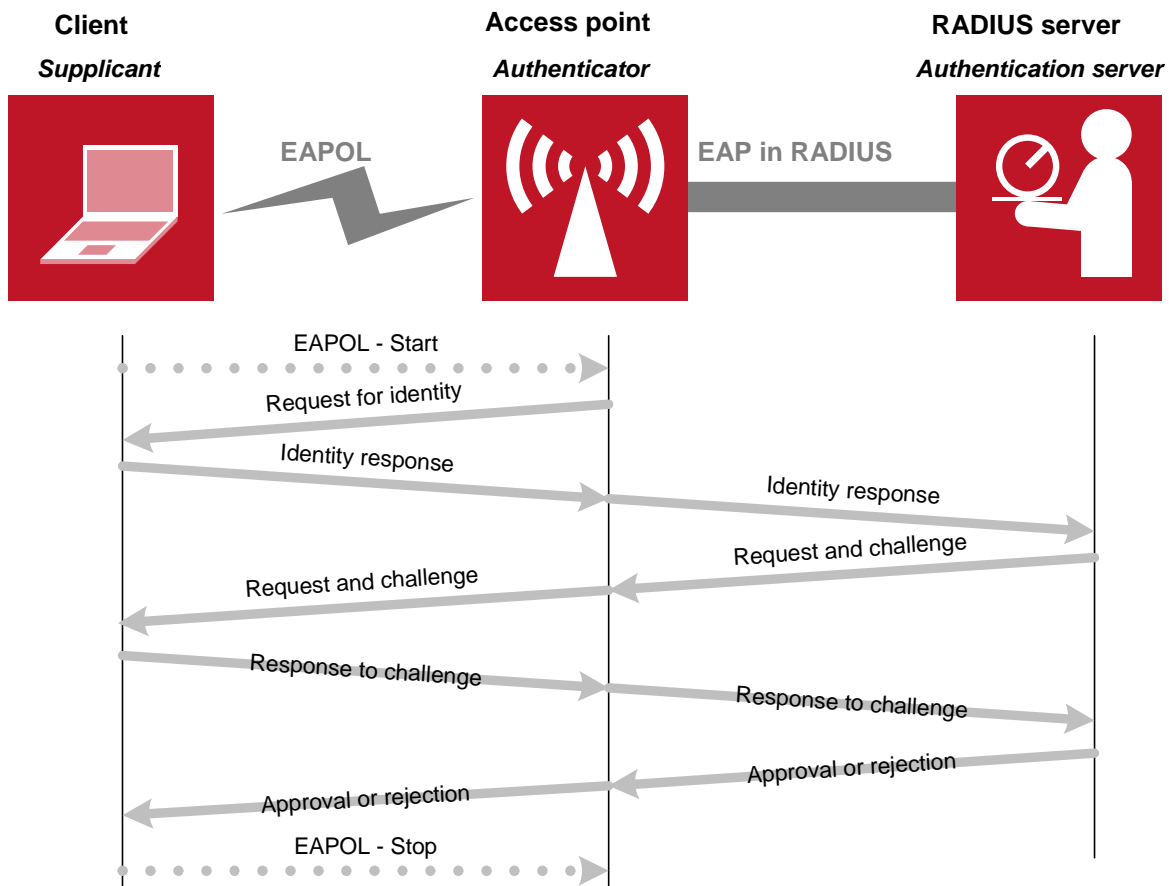 Client
Supplicant
Access point
Authenticator
RADIUS server
Authentication server
EAPOL
EAP in RADIUS
EAPOL - Start
Request for identity
Identity response
Identity response
Request and challenge
Request and challenge
Response to challenge
Response to challenge
Approval or rejection
Approval or rejection
EAPOL - Stop